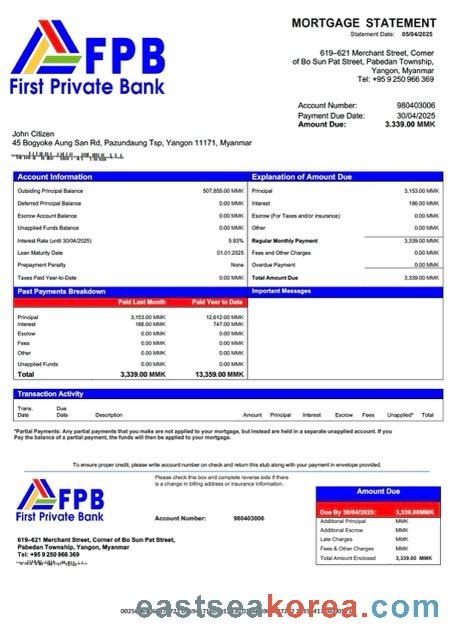 FPB
First Private Bank
MORTGAGE STATEMENT
Statement Date: 05/04/2025
619–621 Merchant Street, Corner
of Bo Sun Pat Street, Pabedan Township,
Yangon, Myanmar
Tel: +95 9 250 966 369
Account Number: 980403006
Payment Due Date: 30/04/2025
Amount Due: 3.339.00 MMK
John Citizen
45 Bogyoke Aung San Rd, Pazundaung Tsp, Yangon 11171, Myanmar
Account Information
Outsiding Principal Balance 507,855.00 MMK
Deferred Principal Balance 0.00 MMK
Escrow Account Balance 0.00 MMK
Unapplied Funds Balance 0.00 MMK
Interest Rate (until 30/04/2025) 5.93%
Loan Maturity Date 01.01.2025
Prepayment Penalty None
Taxes Paid Year-to-Date 0.00 MMK
Explanation of Amount Due
Principal 3,153.00 MMK
Interest 186.00 MMK
Escrow (For Taxes and/or insurance) 0.00 MMK
Other 0.00 MMK
Regular Monthly Payment 3,339.00 MMK
Fees and Other Charges 0.00 MMK
Overdue Payment 0.00 MMK
Total Amount Due 3,339.00 MMK
Past Payments Breakdown
Paid Last Month Paid Year to Date
Principal 3,153.00 MMK 12,612.00 MMK
Interest 186.00 MMK 747.00 MMK
Escrow 0.00 MMK 0.00 MMK
Fees 0.00 MMK 0.00 MMK
Other 0.00 MMK 0.00 MMK
Unapplied Funds 0.00 MMK 0.00 MMK
Total 3,339.00 MMK 13,359.00 MMK
Important Messages
Transaction Activity
Trans. Date Due Date Description Amount Principal Interest Escrow Fees Unapplied* Total
*Partial Payments: Any partial payments that you make are not applied to your mortgage, but instead are held in a separate unapplied account. If you
Pay the balance of a partial payment, the funds will then be applied to your mortgage.
To ensure proper credit, please write account number on check and return this stub along with your payment in envelope provided.
FPB
First Private Bank
Please check this box and complete reverse side if there
is a change in billing address or insurance information.
Account Number: 980403006
619–621 Merchant Street, Corner of Bo Sun Pat Street,
Pabedan Township, Yangon, Myanmar
Tel: +95 9 250 966 369
Amount Due
Due By 30/04/2025: 3,339.00MMK
Additional Principal MMK
Additional Escrow MMK
Late Charges MMK
Fees & Other Charges MMK
Total Amount Enclosed 3,339.00 MMK
eastseakorea.com